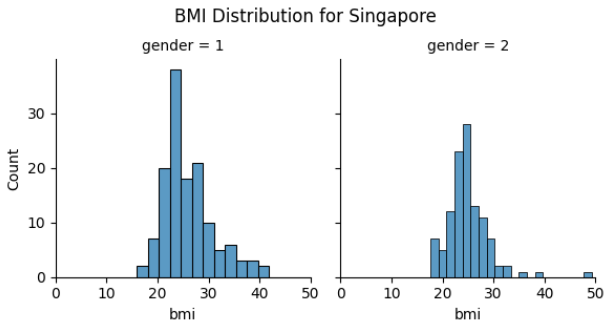 BMI Distribution for Singapore
gender = 1
gender = 2
Count
30
20
10
0
0 10 20 30 40 50
0 10 20 30 40 50
bmi
bmi